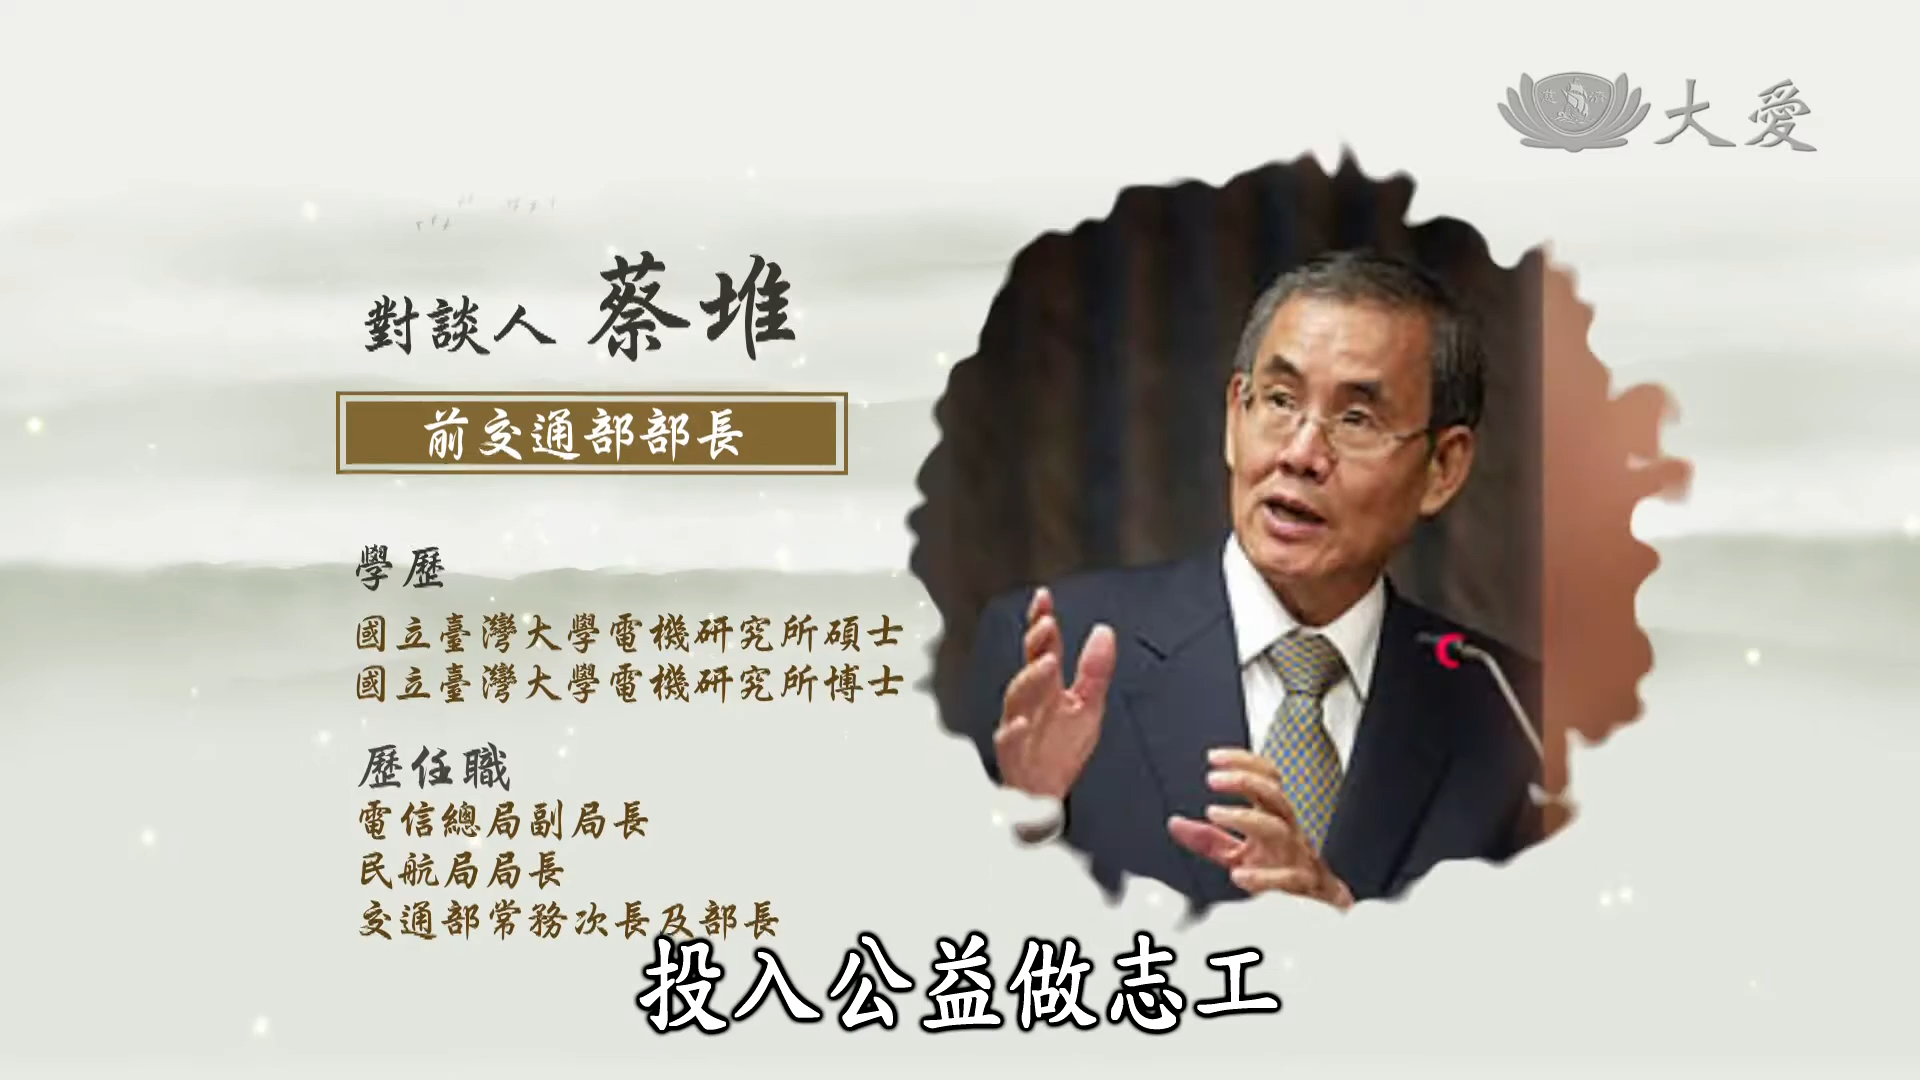 大愛
對談人 蔡堆
前交通部部長
學歷
國立臺灣大學電機研究所碩士
國立臺灣大學電機研究所博士
歷任職
電信總局副局長
民航局局長
交通部常務次長及部長
投入公益做志工